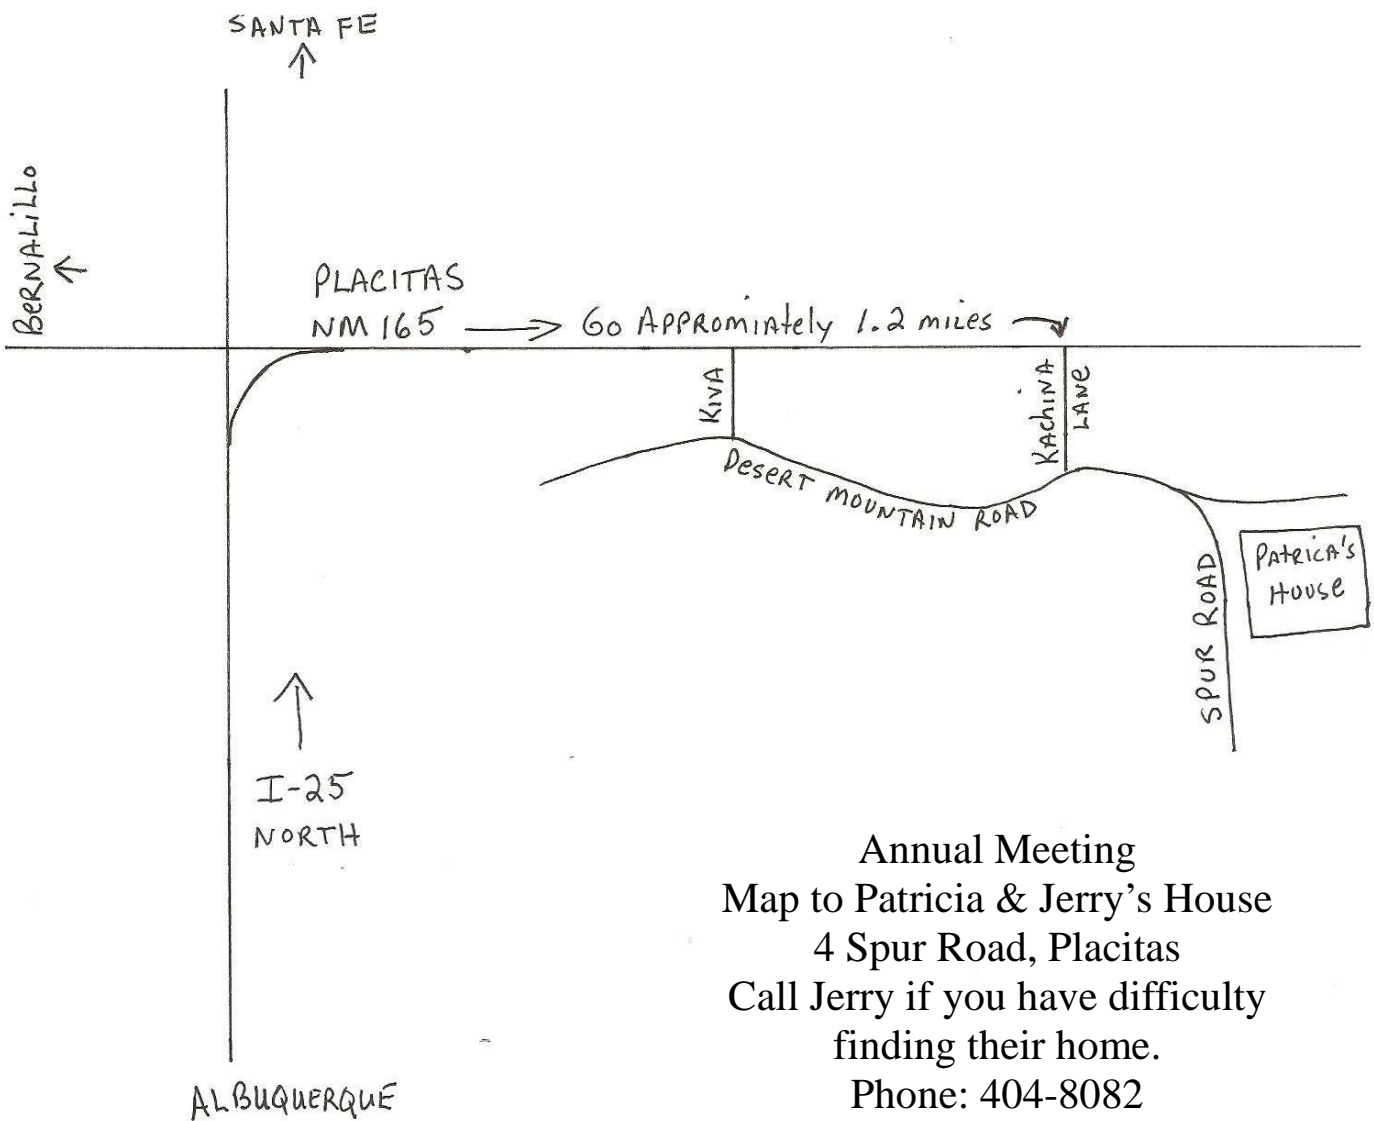 SANTA FE
BERNALILLO
PLACITAS
NM 165
GO APPROMIATELY 1.2 miles
KIVA
KACHINA
LANE
DESERT MOUNTAIN ROAD
SPUR ROAD
PATRICA'S
HOUSE
I-25
NORTH
ALBUQUERQUE
Annual Meeting
Map to Patricia & Jerry's House
4 Spur Road, Placitas
Call Jerry if you have difficulty
finding their home.
Phone: 404-8082